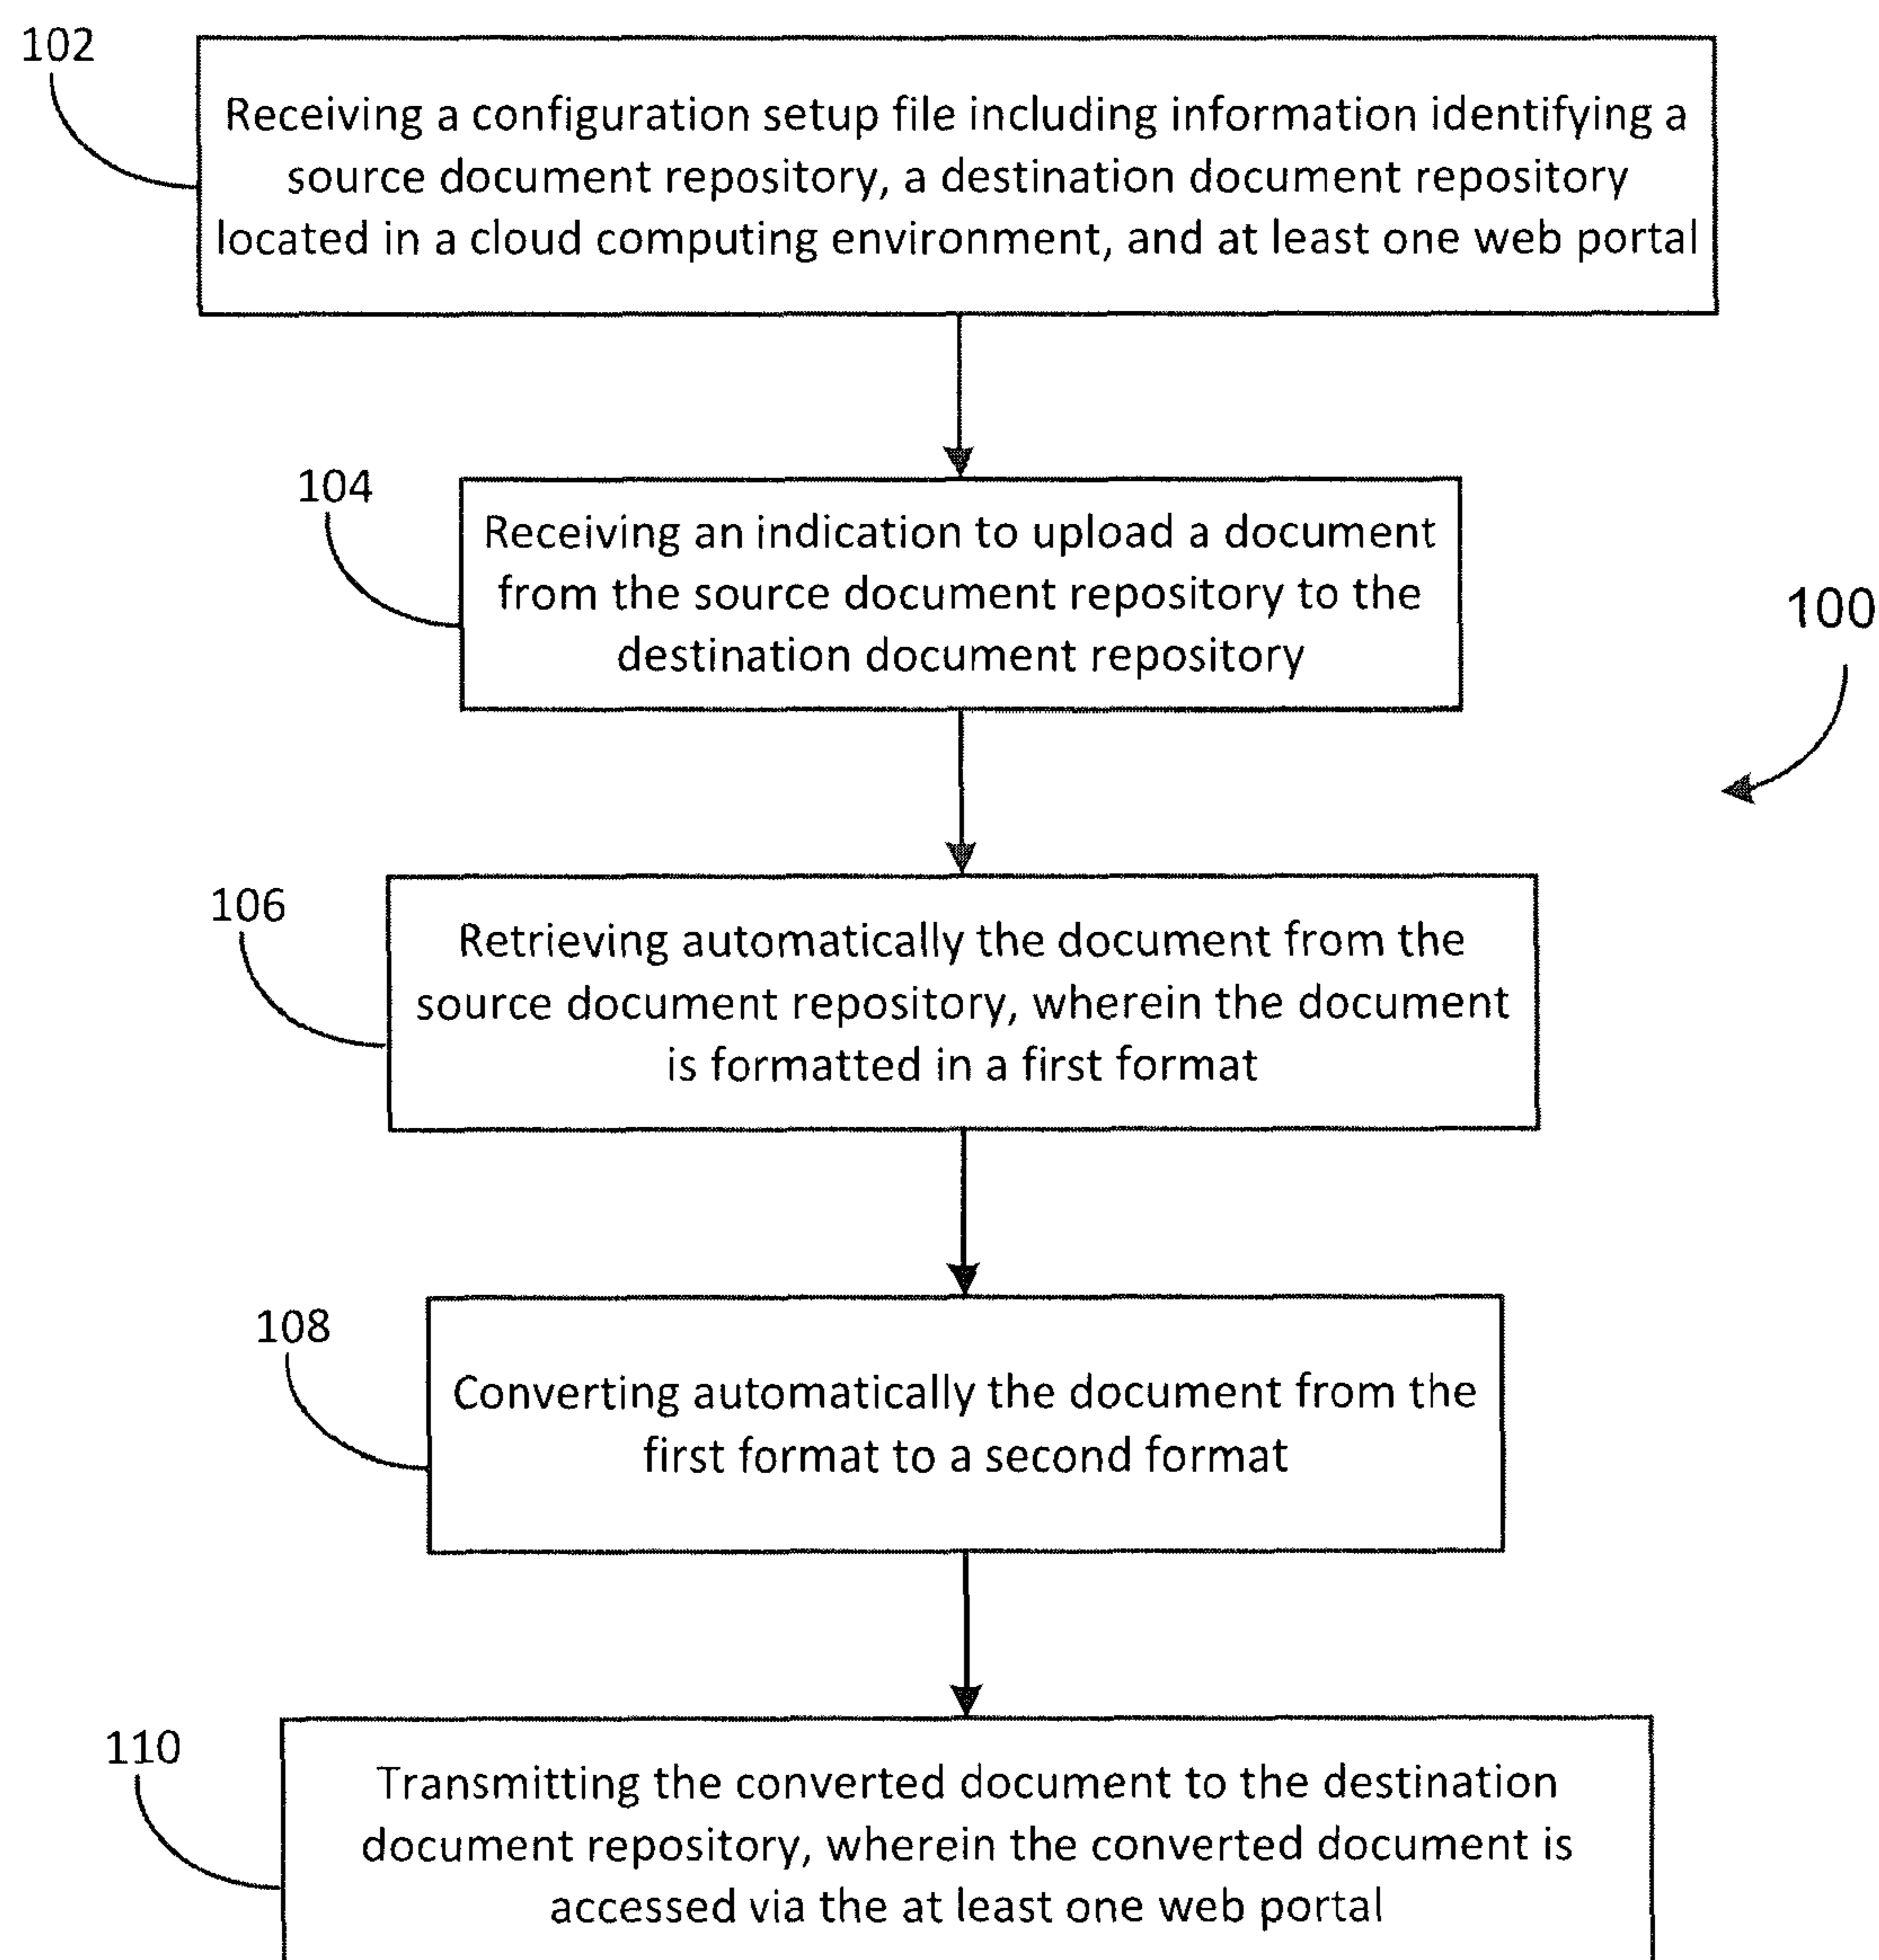 102
Receiving a configuration setup file including information identifying a
source document repository, a destination document repository
located in a cloud computing environment, and at least one web portal
104
Receiving an indication to upload a document
from the source document repository to the
destination document repository
100
106
Retrieving automatically the document from the
source document repository, wherein the document
is formatted in a first format
108
Converting automatically the document from the
first format to a second format
110
Transmitting the converted document to the destination
document repository, wherein the converted document is
accessed via the at least one web portal